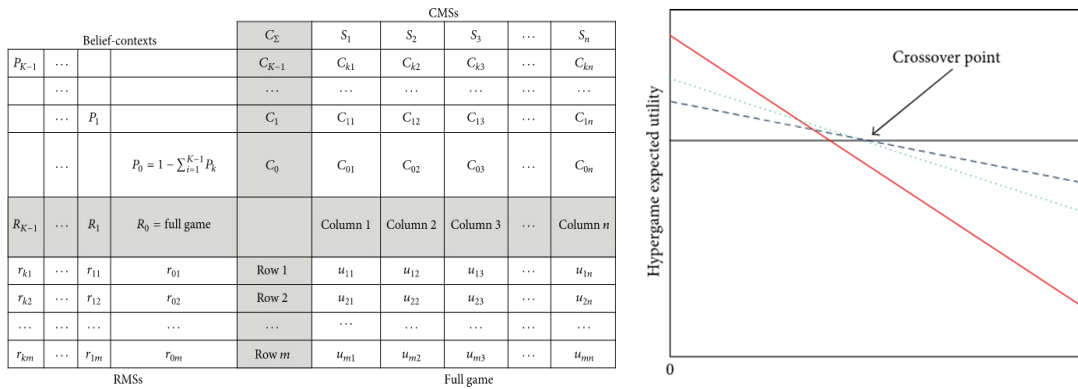 CMSs
Belief-contexts C_Σ S_1 S_2 S_3 … S_n
P_{K−1} … C_{K−1} C_{k1} C_{k2} C_{k3} … C_{kn}
… … … … … … …
… P_1 C_1 C_{11} C_{12} C_{13} … C_{1n}
… P_0 = 1 − ∑_{i=1}^{K−1} P_k C_0 C_{01} C_{02} C_{03} … C_{0n}
R_{K−1} … R_1 R_0 = full game Column 1 Column 2 Column 3 … Column n
r_{k1} … r_{11} r_{01} Row 1 u_{11} u_{12} u_{13} … u_{1n}
r_{k2} … r_{12} r_{02} Row 2 u_{21} u_{22} u_{23} … u_{2n}
… … … … … … … … … …
r_{km} … r_{1m} r_{0m} Row m u_{m1} u_{m2} u_{m3} … u_{mn}
RMSs Full game
Hypergame expected utility
Crossover point
0